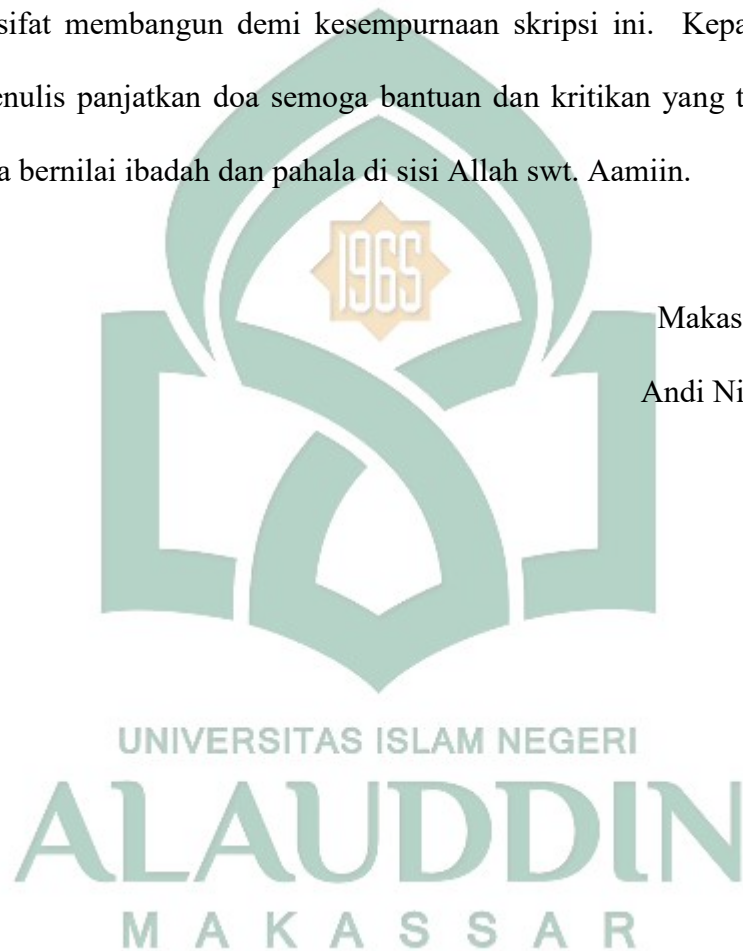 sifat membangun demi kesempurnaan skripsi ini. Kepa
enulis panjatkan doa semoga bantuan dan kritikan yang t
a bernilai ibadah dan pahala di sisi Allah swt. Aamiin.
1965
Makas
Andi Ni
UNIVERSITAS ISLAM NEGERI
ALAUDDIN
MAKASSAR